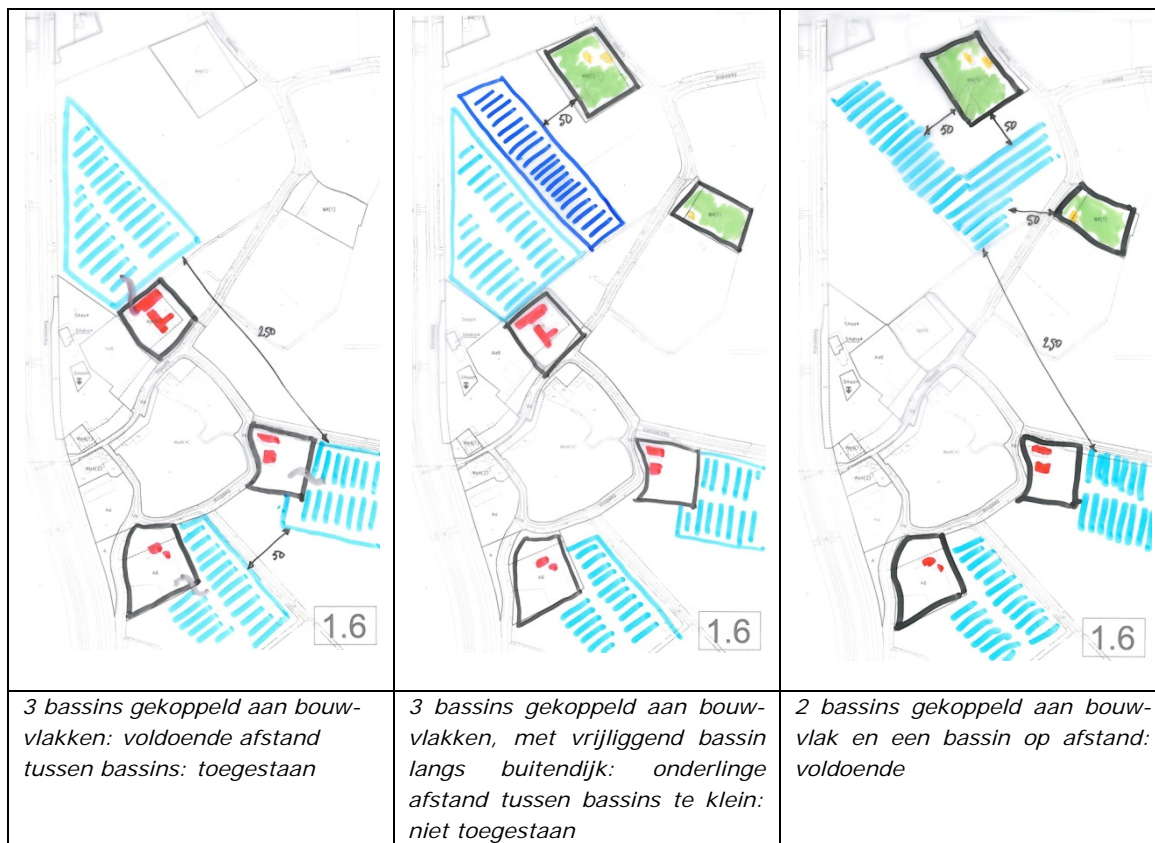 250
50
1.6
50
1.6
50
50
50
250
1.6
3 bassins gekoppeld aan bouw-
vlakken: voldoende afstand
tussen bassins: toegestaan
3 bassins gekoppeld aan bouw-
vlakken, met vrijliggend bassin
langs buitendijk: onderlinge
afstand tussen bassins te klein:
niet toegestaan
2 bassins gekoppeld aan bouw-
vlak en een bassin op afstand:
voldoende